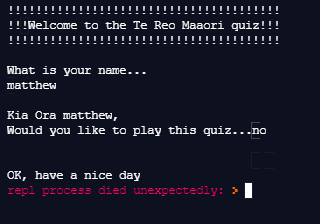 !!!!!!!!!!!!!!!!!!!!!!!!!!!!!!!!!!!!!!!
!!!Welcome to the Te Reo Maaori quiz!!!
!!!!!!!!!!!!!!!!!!!!!!!!!!!!!!!!!!!!!!!
What is your name...
matthew
Kia Ora matthew,
Would you like to play this quiz...no
OK, have a nice day
repl process died unexpectedly: >